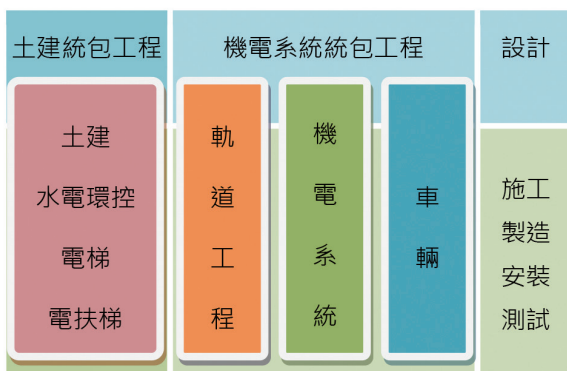 土建統包工程
機電系統統包工程
設計
土建
水電環控
電梯
電扶梯
軌
道
工
程
機
電
系
統
車
輛
施工
製造
安裝
測試